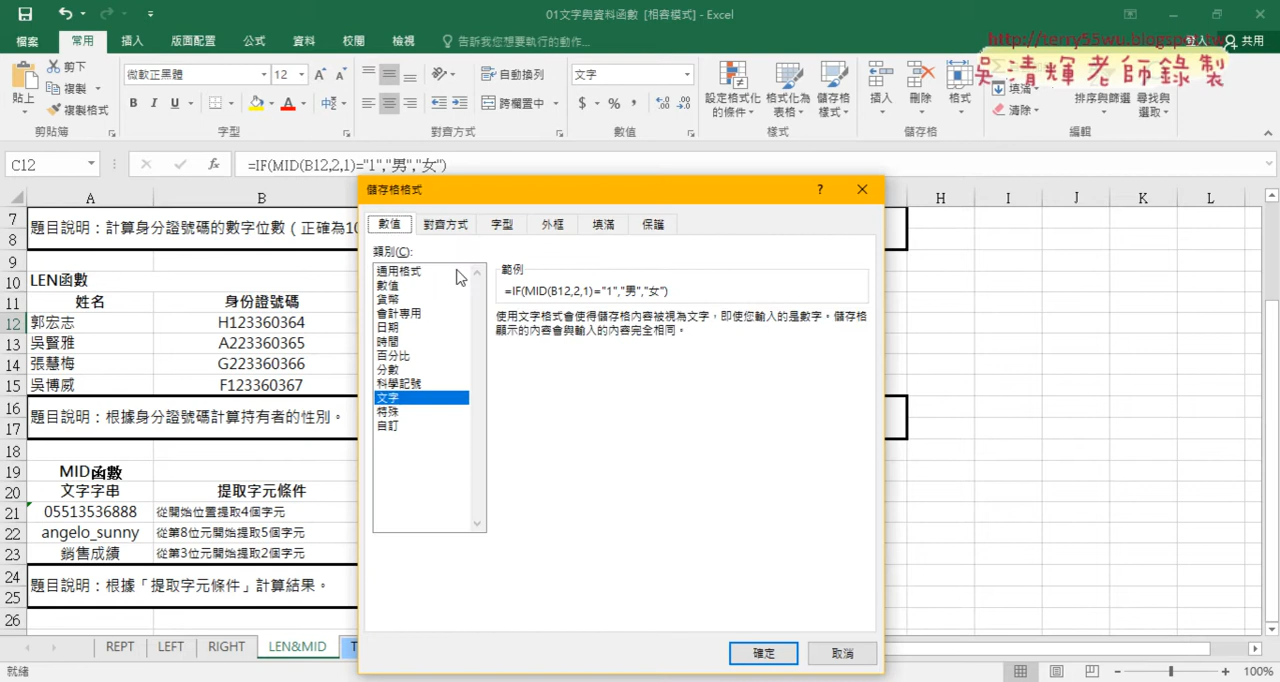 01文字與資料函數 [相容模式] - Excel
檔案 常用 插入 版面配置 公式 資料 校閱 檢視 告訴我您想要執行的動作... 登入 共用
http://terry55wu.blogspot.tw
吳清輝老師錄製
貼上 剪下 複製 複製格式 剪貼簿
微軟正黑體 12 字型
自動換列 跨欄置中 對齊方式
文字 $ % 數值
設定格式化的條件 格式化為表格 儲存格樣式 樣式
插入 刪除 格式 儲存格
填滿 清除 排序與篩選 尋找與選取 編輯
C12 fx =IF(MID(B12,2,1)="1","男","女")
A B H I J K L
7 題目說明：計算身分證號碼的數字位數（正確為10
8
9
10 LEN函數
11 姓名 身份證號碼
12 郭宏志 H123360364
13 吳賢雅 A223360365
14 張慧梅 G223360366
15 吳博威 F123360367
16 題目說明：根據身分證號碼計算持有者的性別。
17
18
19 MID函數
20 文字字串 提取字元條件
21 05513536888 從開始位置提取4個字元
22 angelo_sunny 從第8位元開始提取5個字元
23 銷售成績 從第3位元開始提取2個字元
24 題目說明：根據「提取字元條件」計算結果。
25
26
儲存格格式 ?
數值 對齊方式 字型 外框 填滿 保護
類別(C):
通用格式
數值
貨幣
會計專用
日期
時間
百分比
分數
科學記號
文字
特殊
自訂
範例
=IF(MID(B12,2,1)="1","男","女")
使用文字格式會使得儲存格內容被視為文字，即使您輸入的是數字。儲存格
顯示的內容會與輸入的內容完全相同。
確定 取消
REPT LEFT RIGHT LEN&MID T
就緒 100%